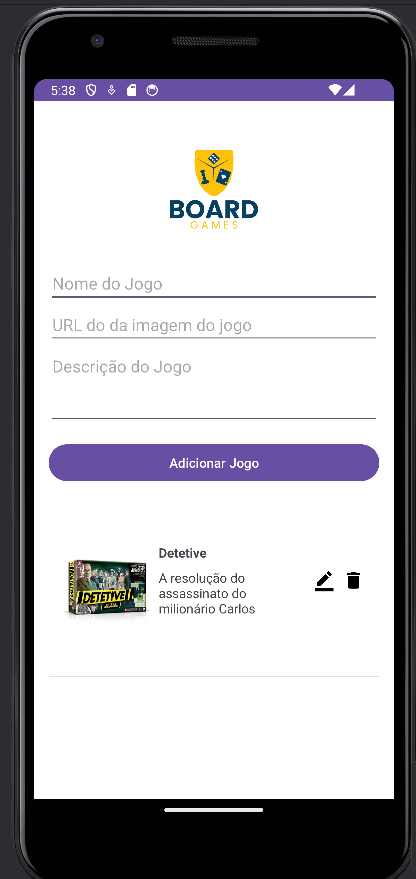 5:38
BOARD
GAMES
Nome do Jogo
URL do da imagem do jogo
Descrição do Jogo
Adicionar Jogo
Detetive
DETETIVE
A resolução do
assassinato do
milionário Carlos